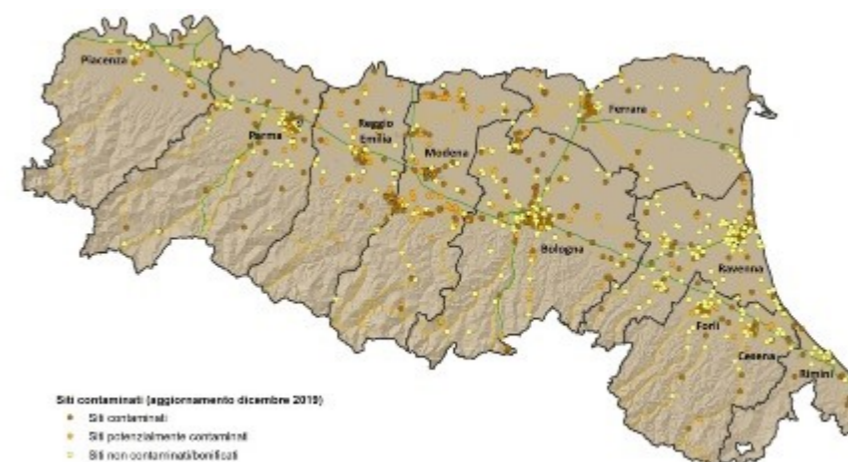 Piacenza
Parma
Reggio
Emilia
Modena
Ferrara
Bologna
Ravenna
Forlì
Cesena
Rimini
Siti contaminati (aggiornamento dicembre 2019)
Siti contaminati
Siti potenzialmente contaminati
Siti non contaminati/bonificati